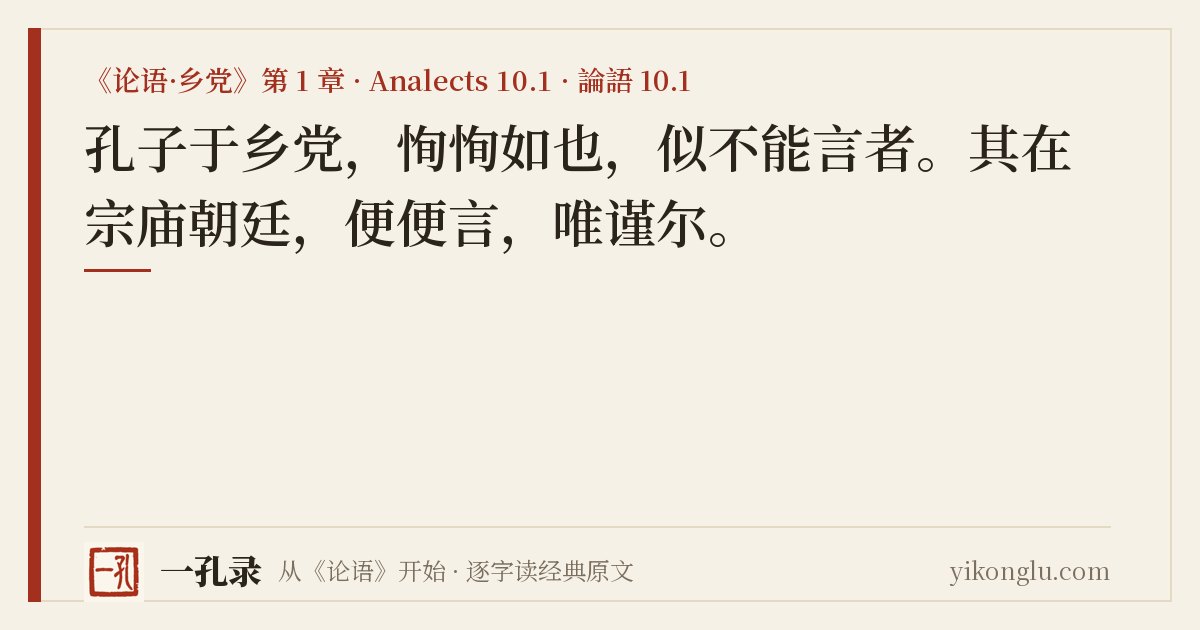 《论语·乡党》第 1 章 · Analects 10.1 · 論語 10.1
孔子于乡党，恂恂如也，似不能言者。其在
宗庙朝廷，便便言，唯谨尔。
一孔
一孔录 从《论语》开始 · 逐字读经典原文 yikonglu.com